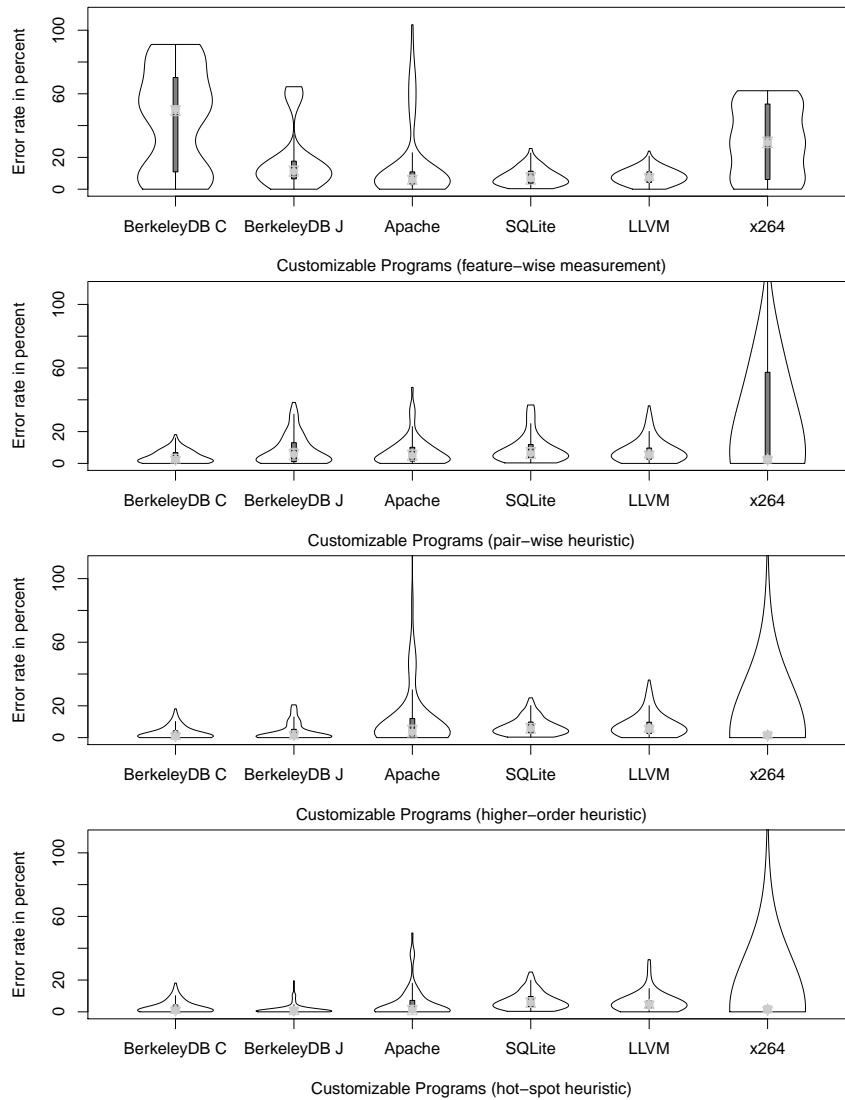 Error rate in percent
100
60
20
0
BerkeleyDB C BerkeleyDB J Apache SQLite LLVM x264
Customizable Programs (feature−wise measurement)
Error rate in percent
100
60
20
0
BerkeleyDB C BerkeleyDB J Apache SQLite LLVM x264
Customizable Programs (pair−wise heuristic)
Error rate in percent
100
60
20
0
BerkeleyDB C BerkeleyDB J Apache SQLite LLVM x264
Customizable Programs (higher−order heuristic)
Error rate in percent
100
60
20
0
BerkeleyDB C BerkeleyDB J Apache SQLite LLVM x264
Customizable Programs (hot−spot heuristic)